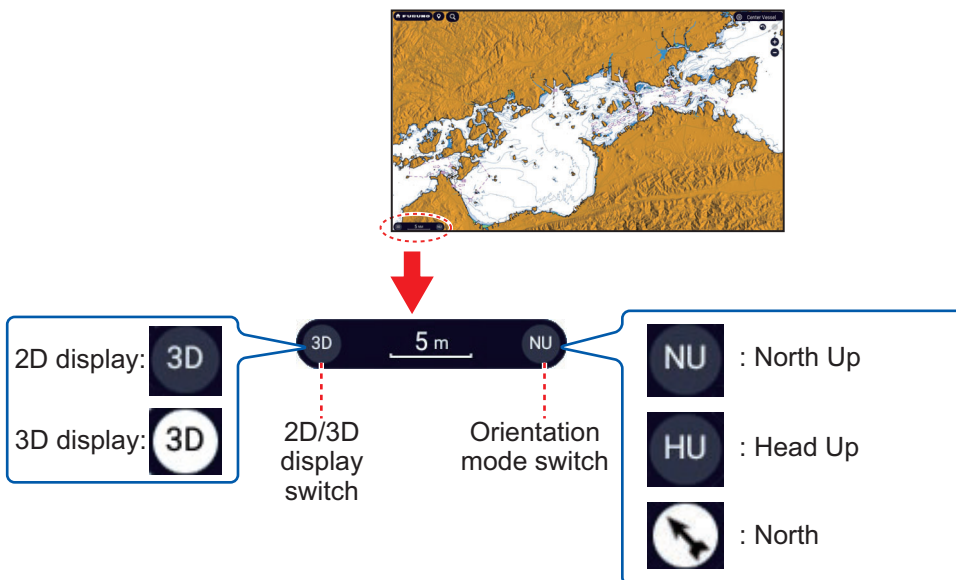 FURUNO
Center Vessel
5 NM
2D display: 3D
3D display: 3D
3D 5 m NU
2D/3D
display
switch
Orientation
mode switch
NU : North Up
HU : Head Up
: North